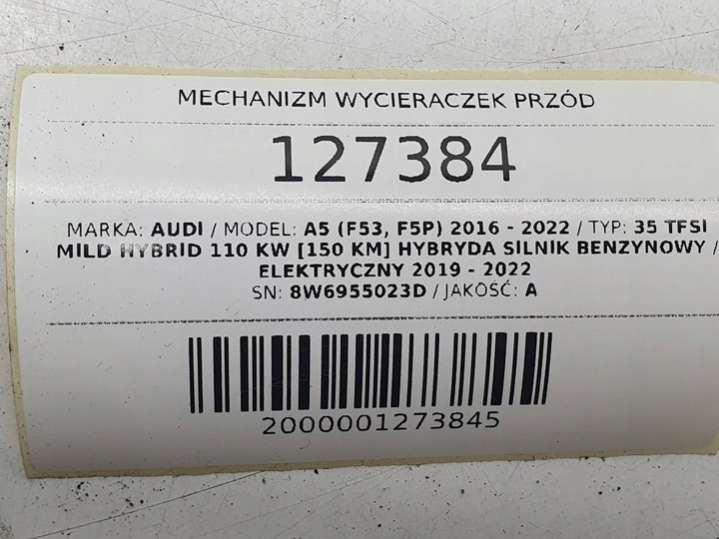 MECHANIZM WYCIERACZEK PRZÓD
127384
MARKA: AUDI / MODEL: A5 (F53, F5P) 2016 - 2022 / TYP: 35 TFSI
MILD HYBRID 110 KW [150 KM] HYBRYDA SILNIK BENZYNOWY /
ELEKTRYCZNY 2019 - 2022
SN: 8W6955023D / JAKOŚĆ: A
2000001273845